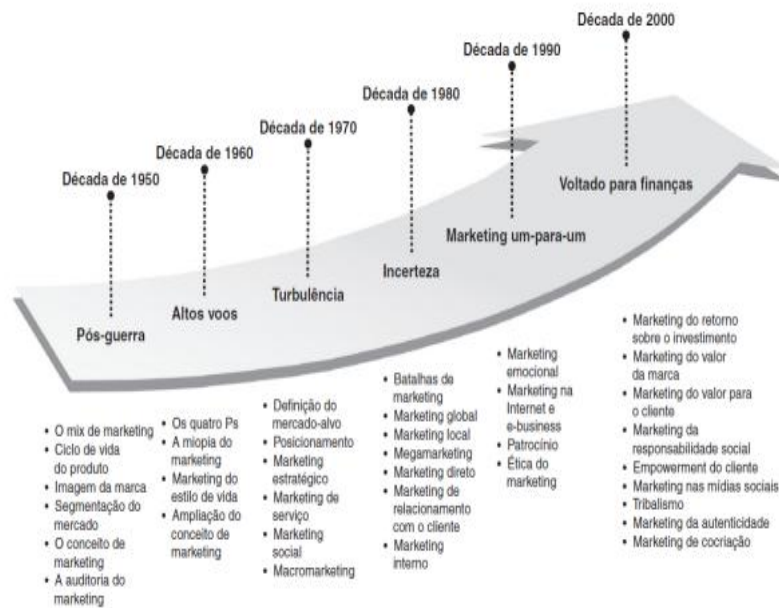 Década de 1950
Pós-guerra
• O mix de marketing
• Ciclo de vida
do produto
• Imagem da marca
• Segmentação do
mercado
• O conceito de
marketing
• A auditoria do
marketing
Década de 1960
Altos voos
• Os quatro Ps
• A miopia do
marketing
• Marketing do
estilo de vida
• Ampliação do
conceito de
marketing
Década de 1970
Turbulência
• Definição do
mercado-alvo
• Posicionamento
• Marketing
estratégico
• Marketing de
serviço
• Marketing
social
• Macromarketing
Década de 1980
Incerteza
• Batalhas de
marketing
• Marketing global
• Marketing local
• Megamarketing
• Marketing direto
• Marketing de
relacionamento
com o cliente
• Marketing
interno
Década de 1990
Marketing um-para-um
• Marketing
emocional
• Marketing na
Internet e
e-business
• Patrocínio
• Ética do
marketing
Década de 2000
Voltado para finanças
• Marketing do retorno
sobre o investimento
• Marketing do valor
da marca
• Marketing do valor para
o cliente
• Marketing da
responsabilidade social
• Empowerment do cliente
• Marketing nas mídias sociais
• Tribalismo
• Marketing da autenticidade
• Marketing de cocriação